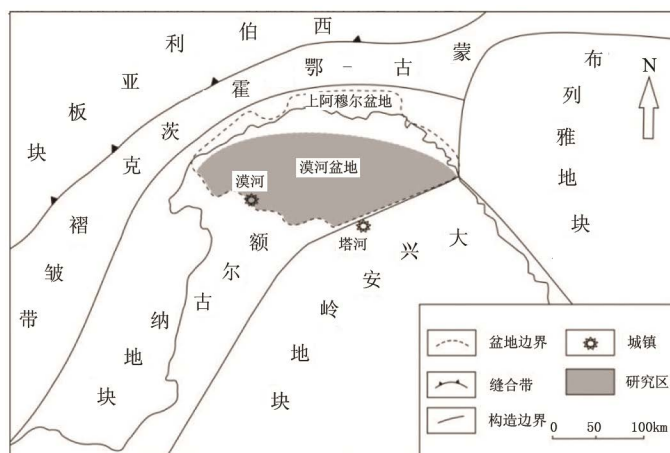 西伯利亚板块
蒙古-鄂霍茨克褶皱带
布列雅地块
N
上阿穆尔盆地
漠河盆地
漠河
塔河
额尔古纳地块
大兴安岭地块
盆地边界
城镇
缝合带
研究区
构造边界
0 50 100km